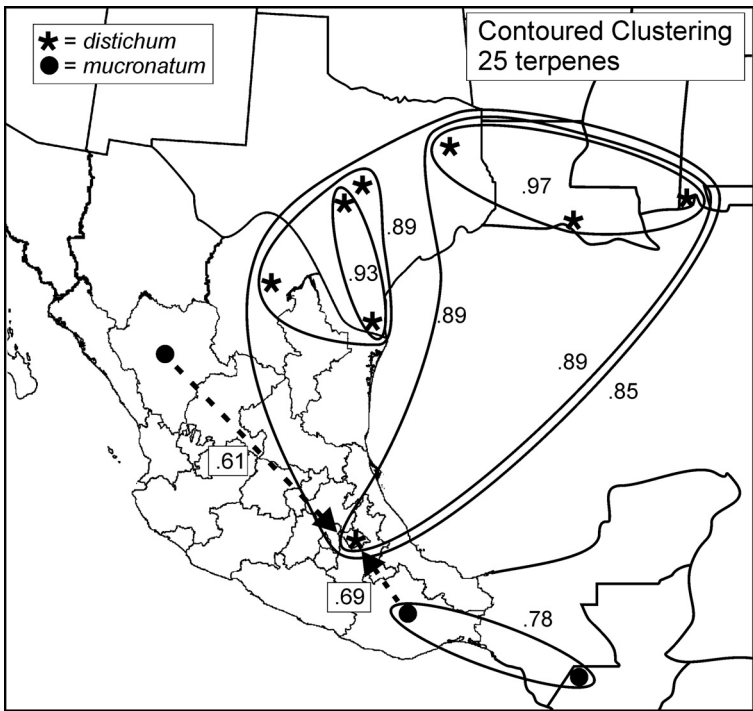 * = distichum
● = mucronatum
Contoured Clustering
25 terpenes
.97
.89
.93
.89
.89
.85
.61
.69
.78